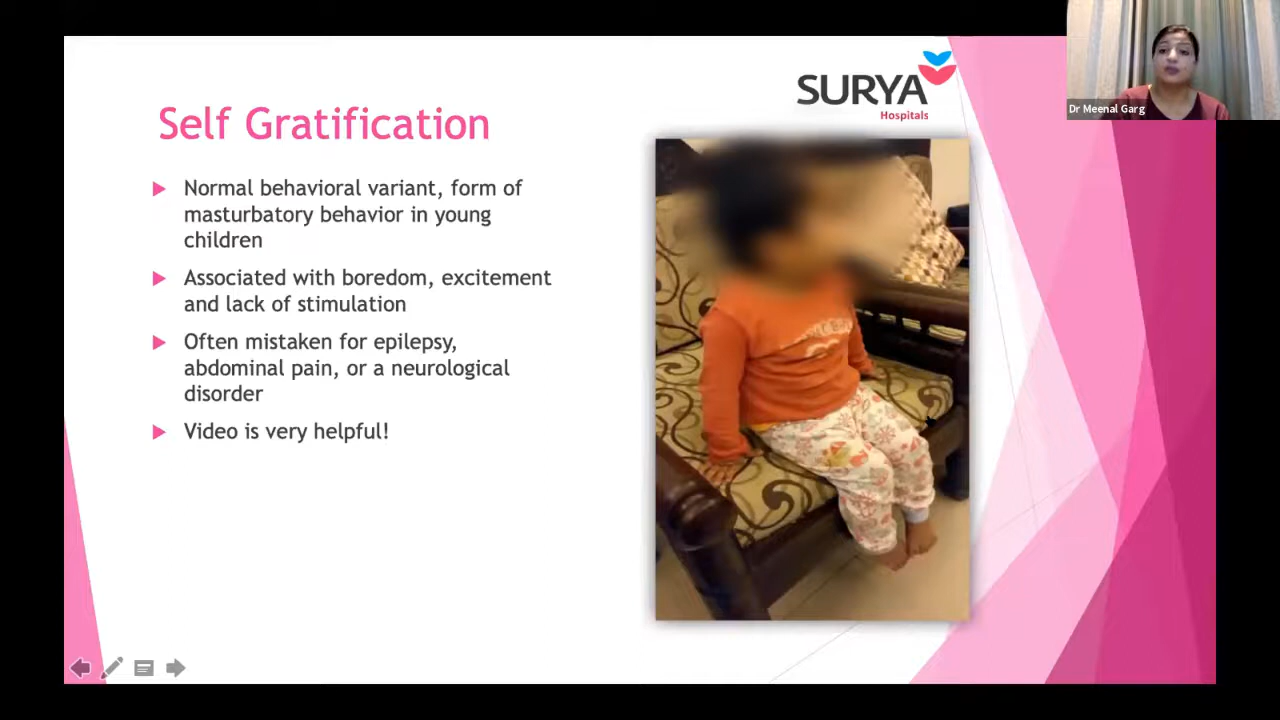 SURYA
Hospitals
Dr Meenal Garg
Self Gratification
Normal behavioral variant, form of
masturbatory behavior in young
children
Associated with boredom, excitement
and lack of stimulation
Often mistaken for epilepsy,
abdominal pain, or a neurological
disorder
Video is very helpful!